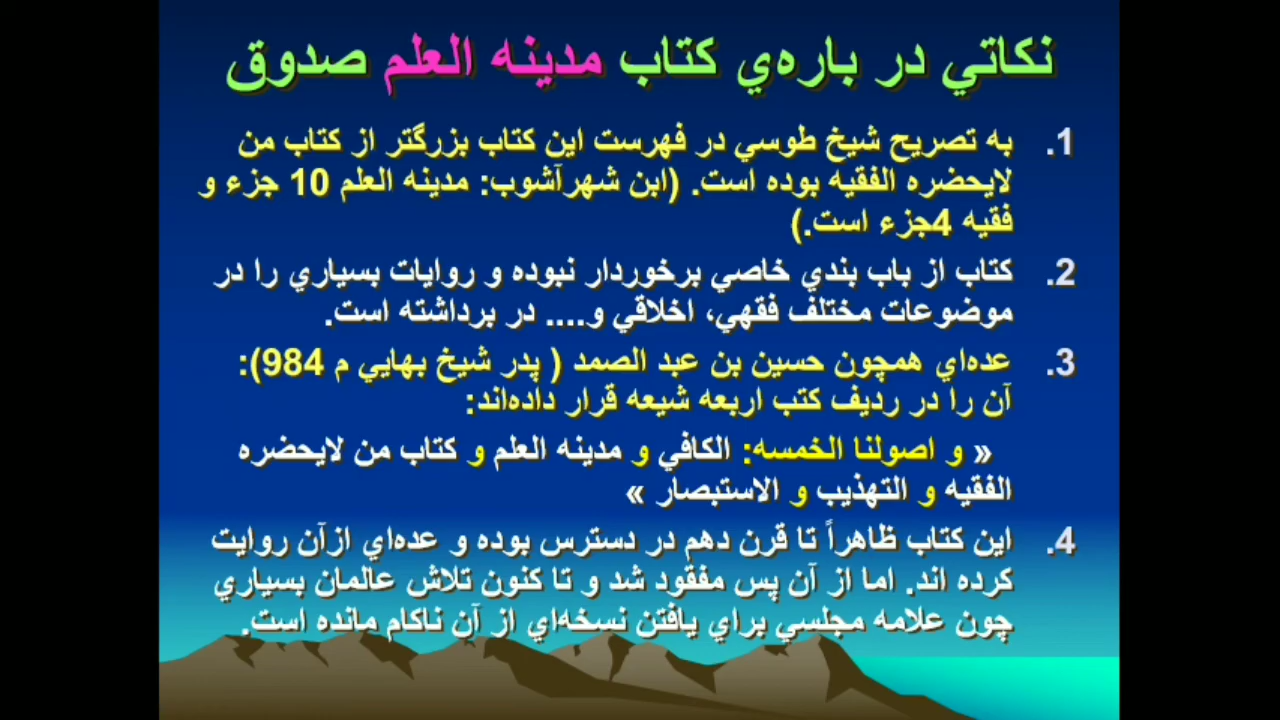 نكاتي در باره‌ي كتاب مدينه العلم صدوق
1. به تصريح شيخ طوسي در فهرست اين كتاب بزرگتر از كتاب من
لايحضره الفقيه بوده است. (ابن شهرآشوب: مدينه العلم 10 جزء و
فقيه 4جزء است.)
2. كتاب از باب بندي خاصي برخوردار نبوده و روايات بسياري را در
موضوعات مختلف فقهي، اخلاقي و.... در برداشته است.
3. عده‌اي همچون حسين بن عبد الصمد ( پدر شيخ بهايي م 984):
آن را در رديف كتب اربعه شيعه قرار داده‌اند:
« و اصولنا الخمسه: الكافي و مدينه العلم و كتاب من لايحضره
الفقيه و التهذيب و الاستبصار »
4. اين كتاب ظاهراً تا قرن دهم در دسترس بوده و عده‌اي ازآن روايت
كرده اند. اما از آن پس مفقود شد و تا كنون تلاش عالمان بسياري
چون علامه مجلسي براي يافتن نسخه‌اي از آن ناكام مانده است.